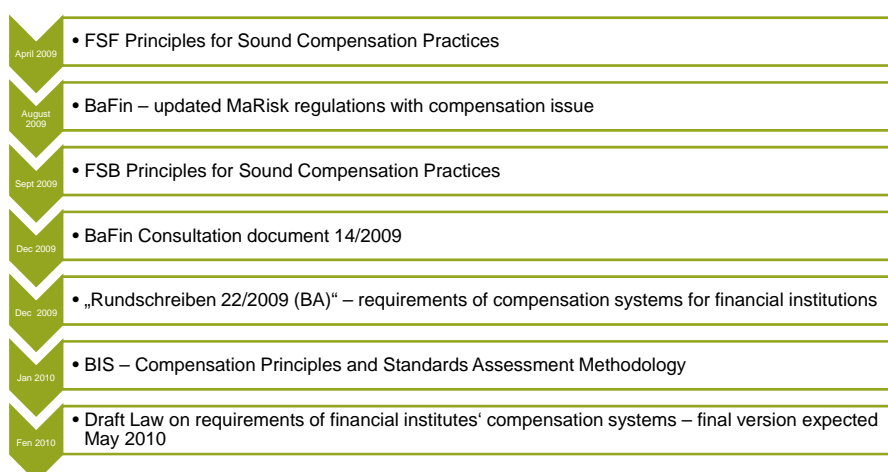 April 2009
• FSF Principles for Sound Compensation Practices
August
2009
• BaFin – updated MaRisk regulations with compensation issue
Sept 2009
• FSB Principles for Sound Compensation Practices
Dec 2009
• BaFin Consultation document 14/2009
Dec 2009
• „Rundschreiben 22/2009 (BA)“ – requirements of compensation systems for financial institutions
Jan 2010
• BIS – Compensation Principles and Standards Assessment Methodology
Fen 2010
• Draft Law on requirements of financial institutes‘ compensation systems – final version expected
May 2010